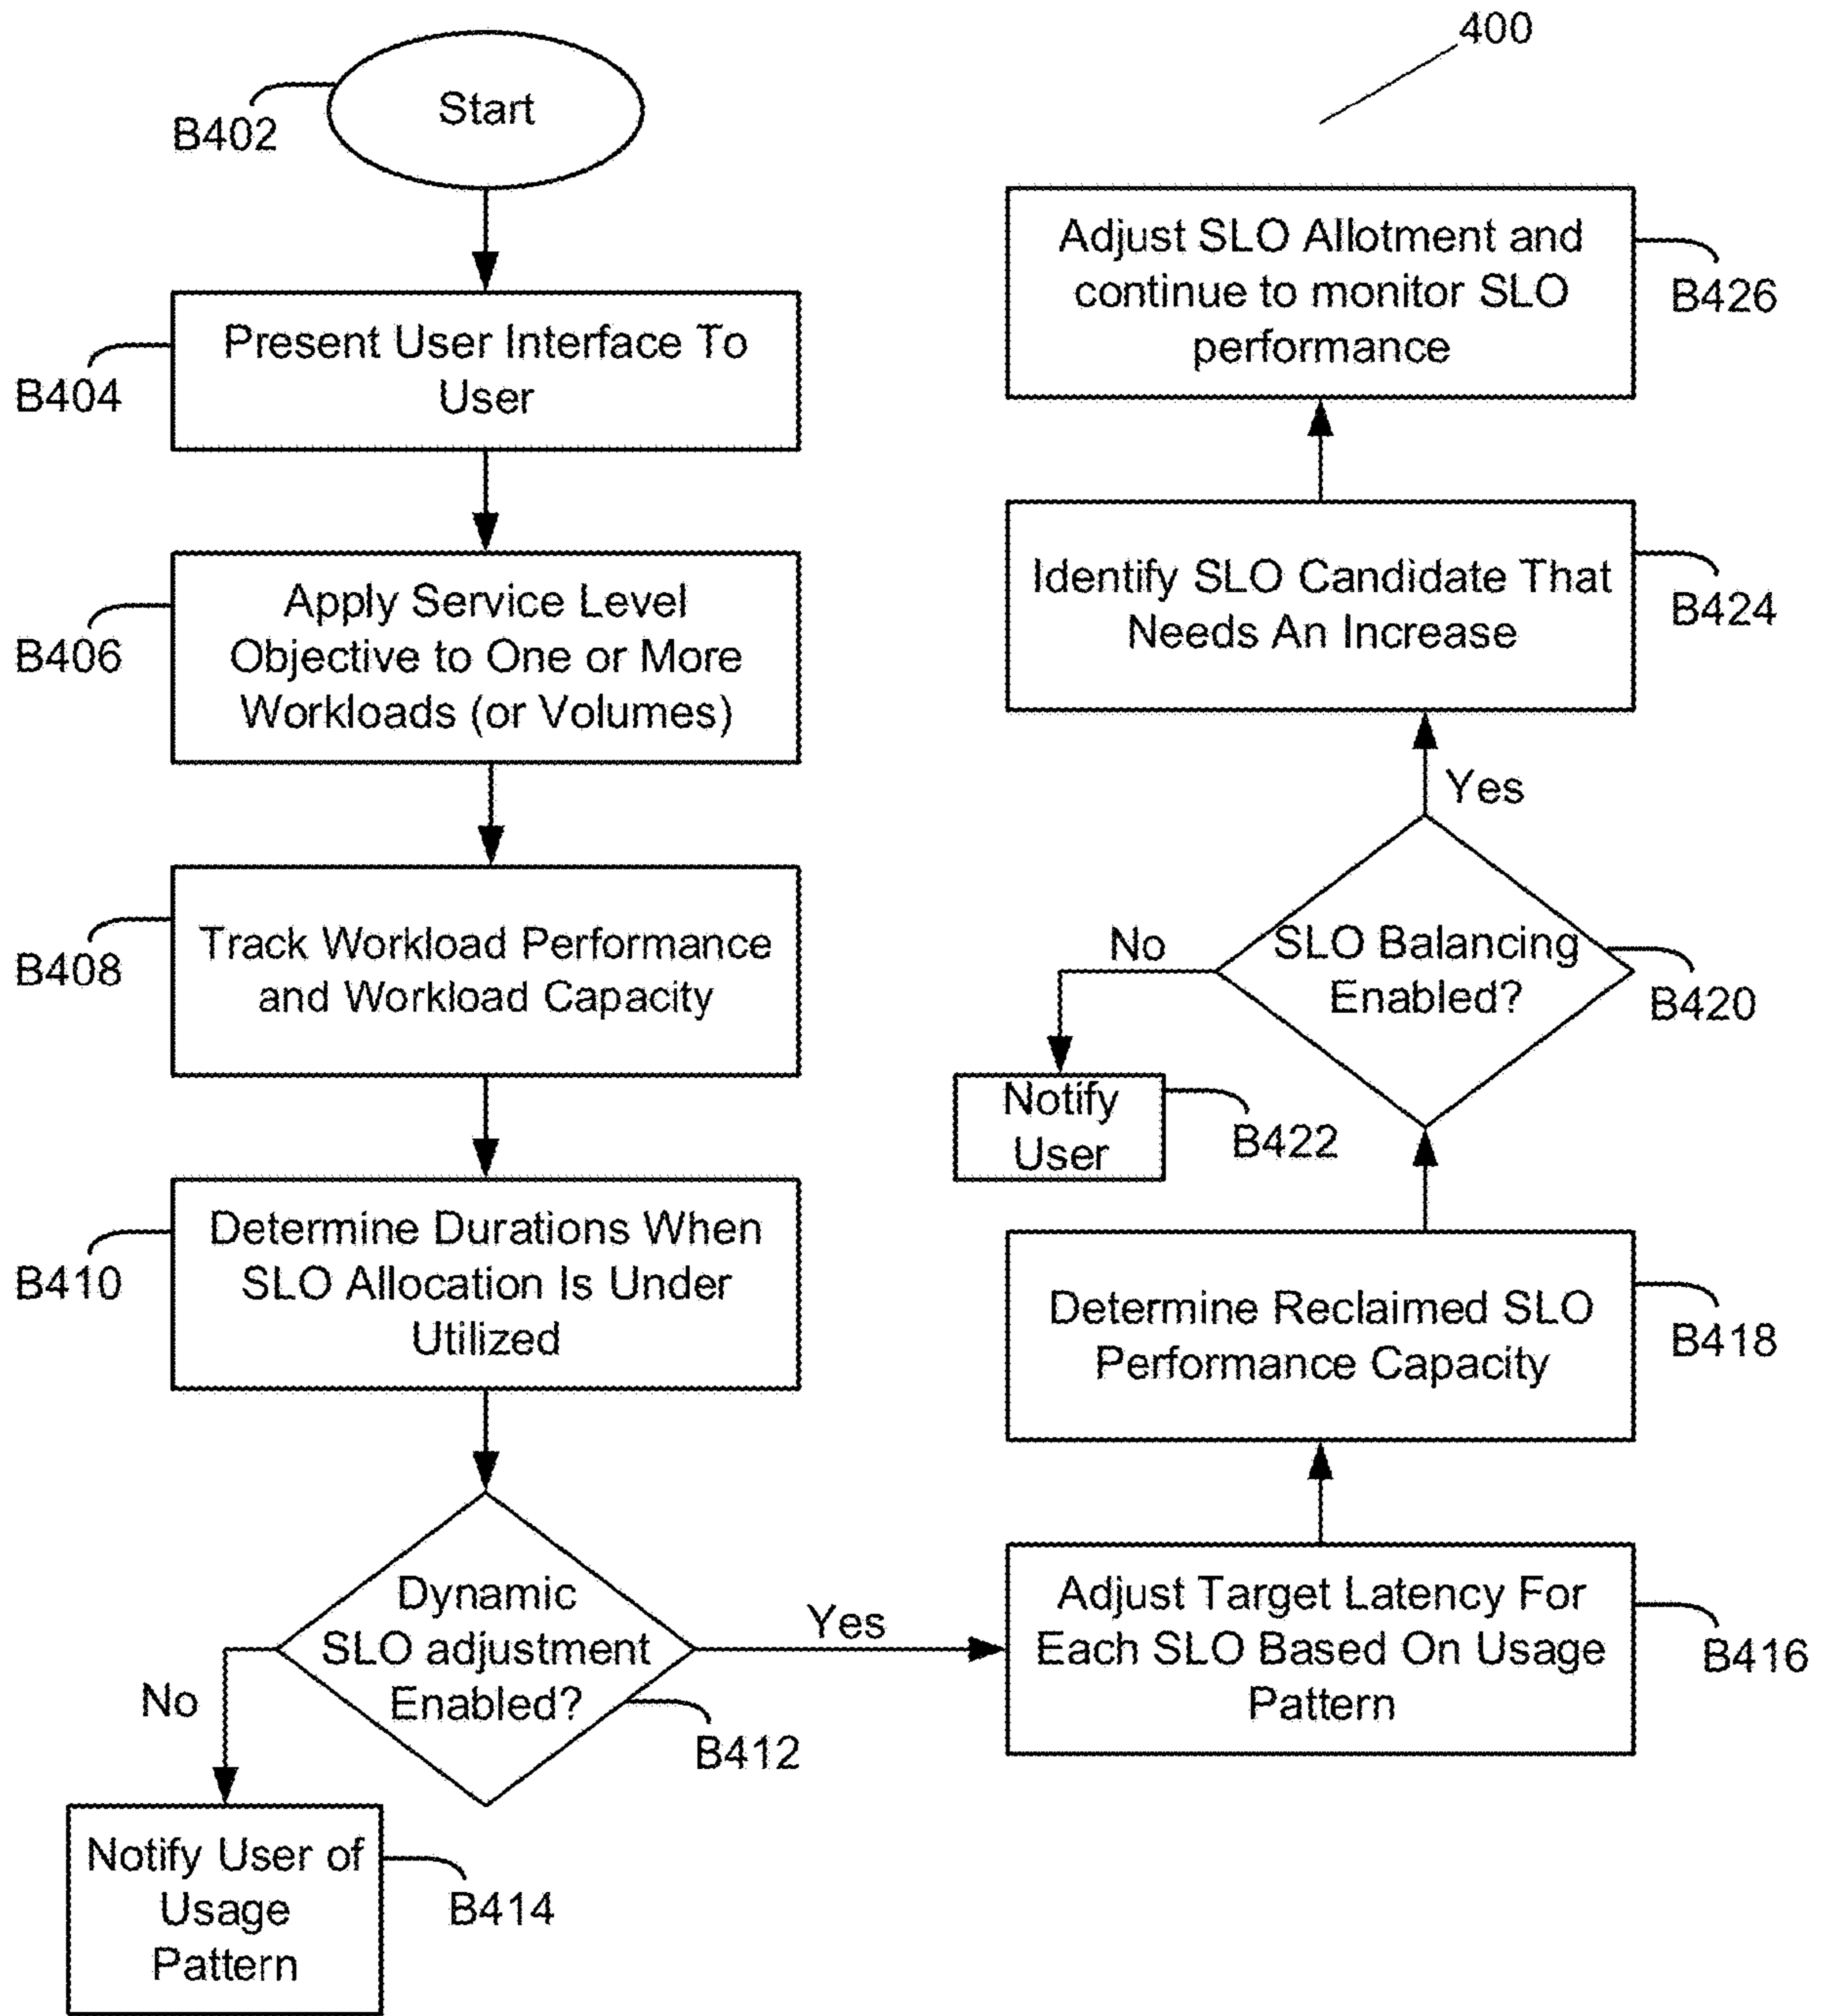 400
Start
B402
Present User Interface To
User
B404
Apply Service Level
Objective to One or More
Workloads (or Volumes)
B406
Track Workload Performance
and Workload Capacity
B408
Determine Durations When
SLO Allocation Is Under
Utilized
B410
Dynamic
SLO adjustment
Enabled?
B412
No
Yes
Notify User of
Usage
Pattern
B414
Adjust Target Latency For
Each SLO Based On Usage
Pattern
B416
Determine Reclaimed SLO
Performance Capacity
B418
SLO Balancing
Enabled?
B420
No
Notify
User
B422
Yes
Identify SLO Candidate That
Needs An Increase
B424
Adjust SLO Allotment and
continue to monitor SLO
performance
B426